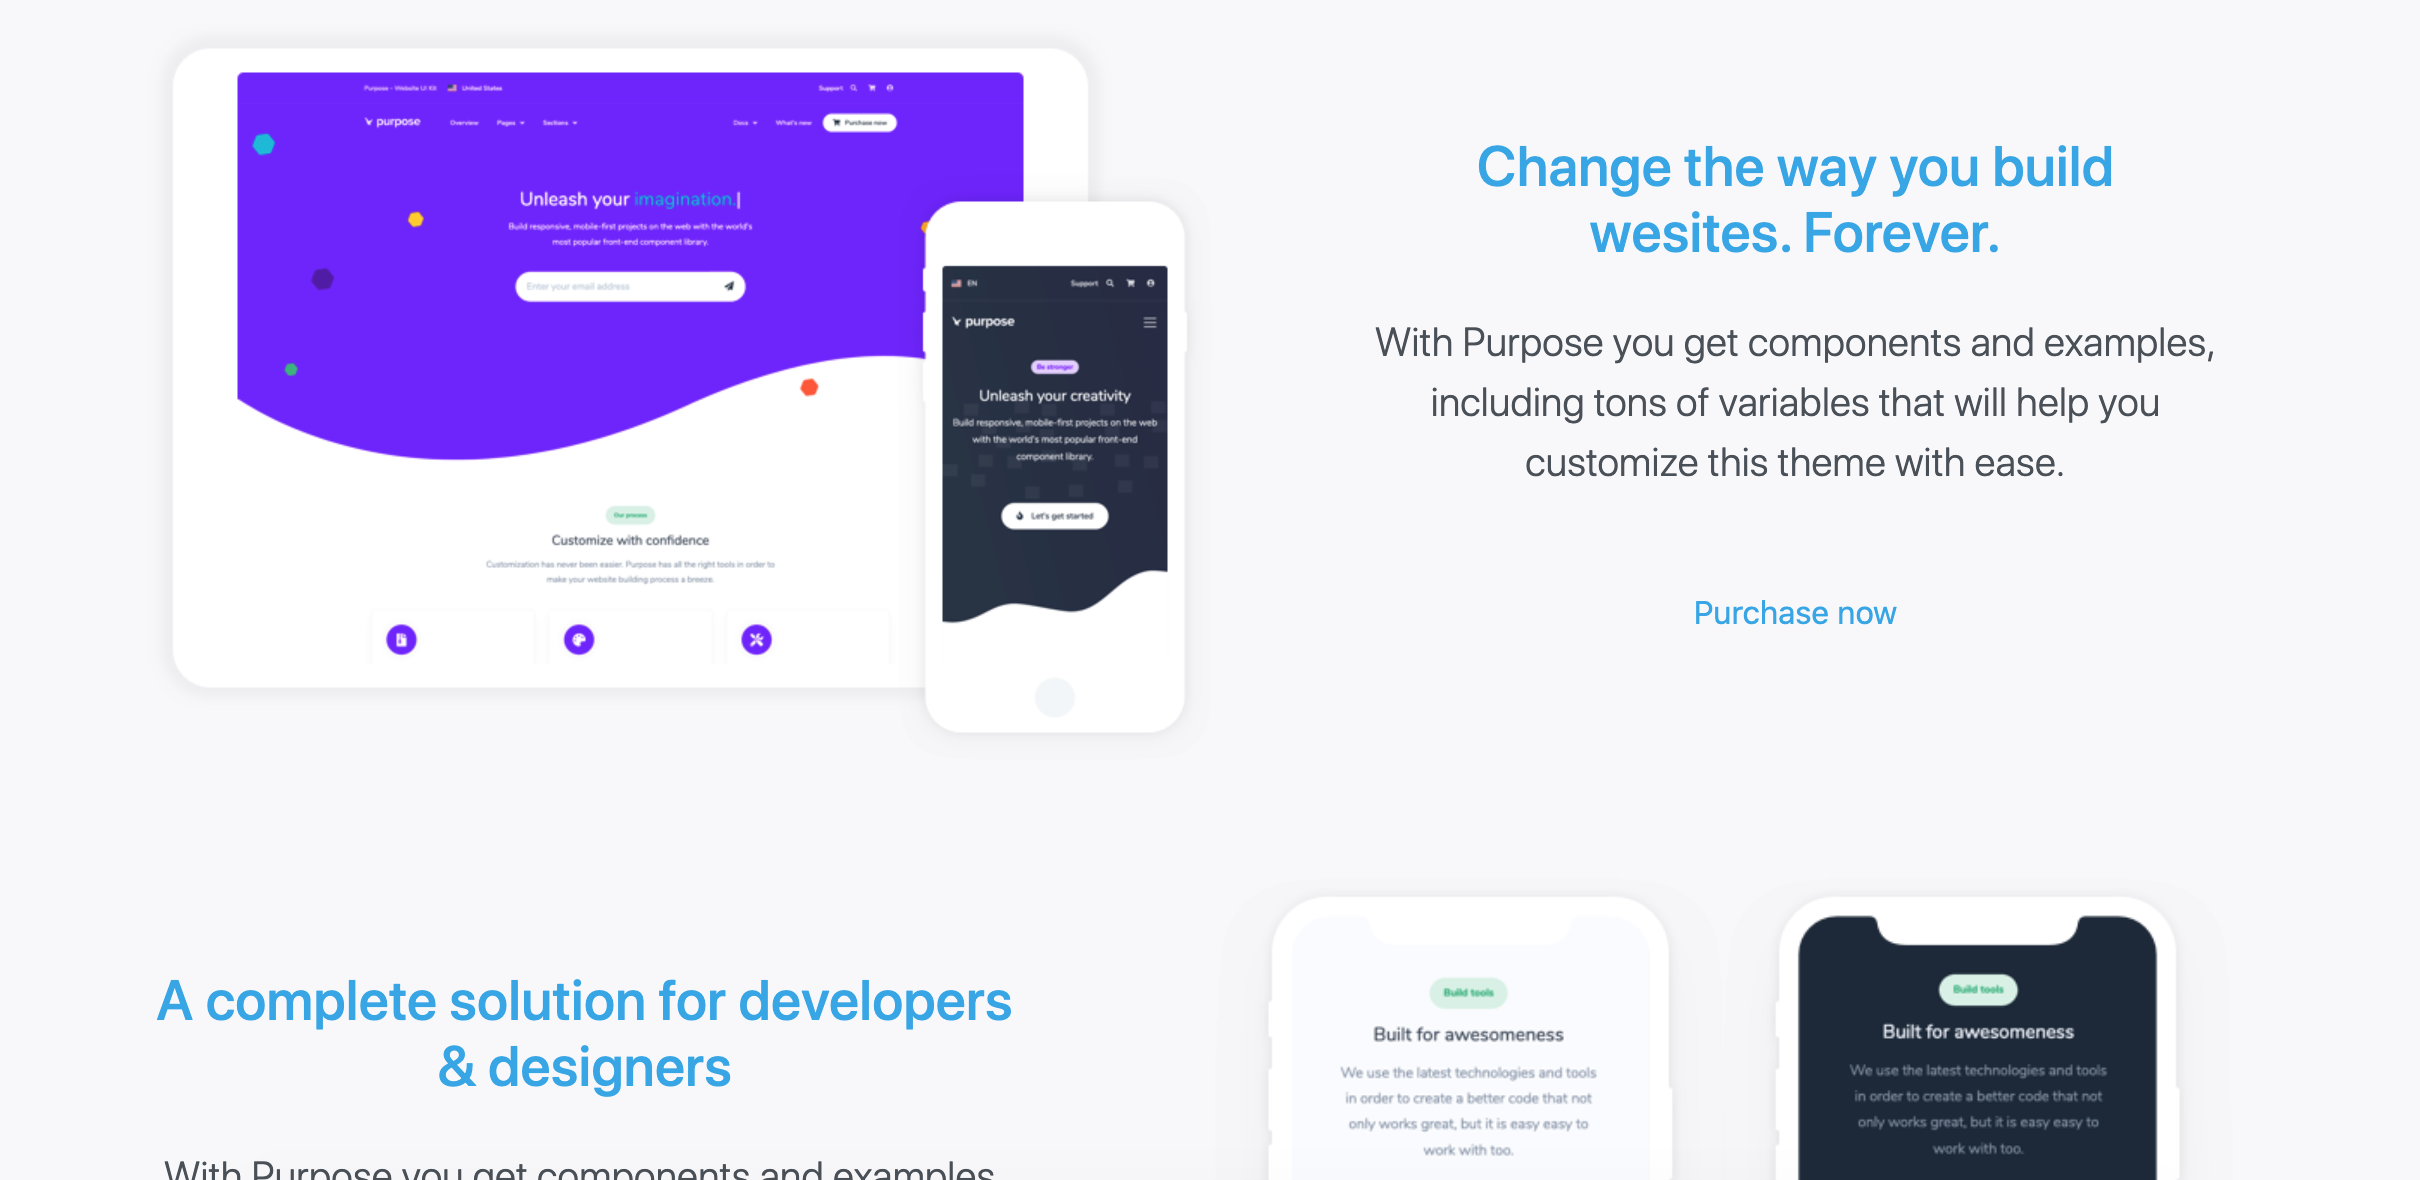 Purpose - Website UI Kit United States Support
purpose Overview Pages Sections Docs What's new Purchase now
Unleash your imagination.|
Build responsive, mobile-first projects on the web with the world's
most popular front-end component library.
Enter your email address
Our process
Customize with confidence
Customization has never been easier. Purpose has all the right tools in order to
make your website building process a breeze.
EN Support
purpose
Be stronger
Unleash your creativity
Build responsive, mobile-first projects on the web
with the world's most popular front-end
component library.
Let's get started
Change the way you build
wesites. Forever.
With Purpose you get components and examples,
including tons of variables that will help you
customize this theme with ease.
Purchase now
A complete solution for developers
& designers
With Purpose you get components and examples
Build tools
Built for awesomeness
We use the latest technologies and tools
in order to create a better code that not
only works great, but it is easy easy to
work with too.
Build tools
Built for awesomeness
We use the latest technologies and tools
in order to create a better code that not
only works great, but it is easy easy to
work with too.